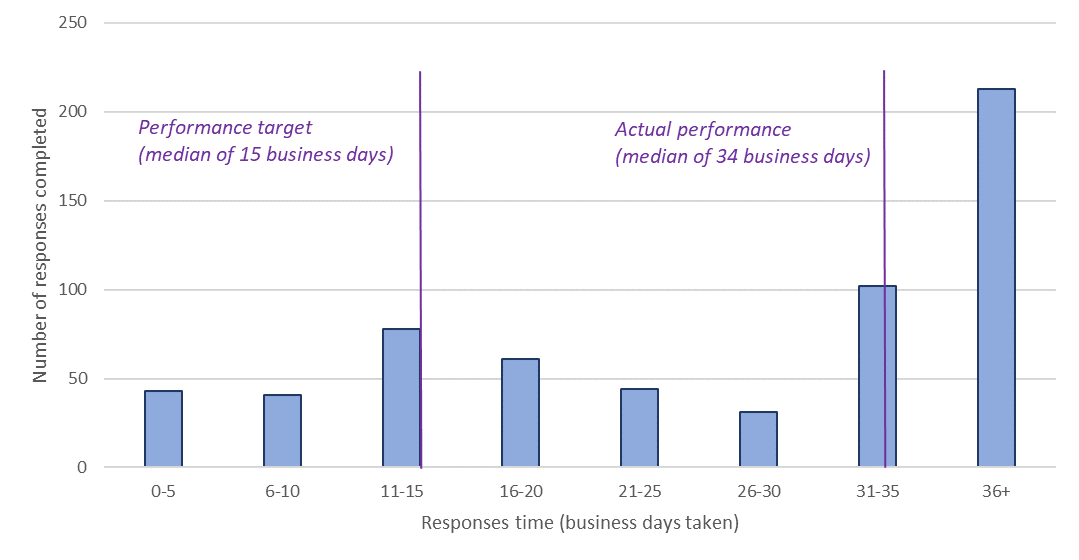 250
200
150
100
50
0
Number of responses completed
Performance target
(median of 15 business days)
Actual performance
(median of 34 business days)
0-5 6-10 11-15 16-20 21-25 26-30 31-35 36+
Responses time (business days taken)